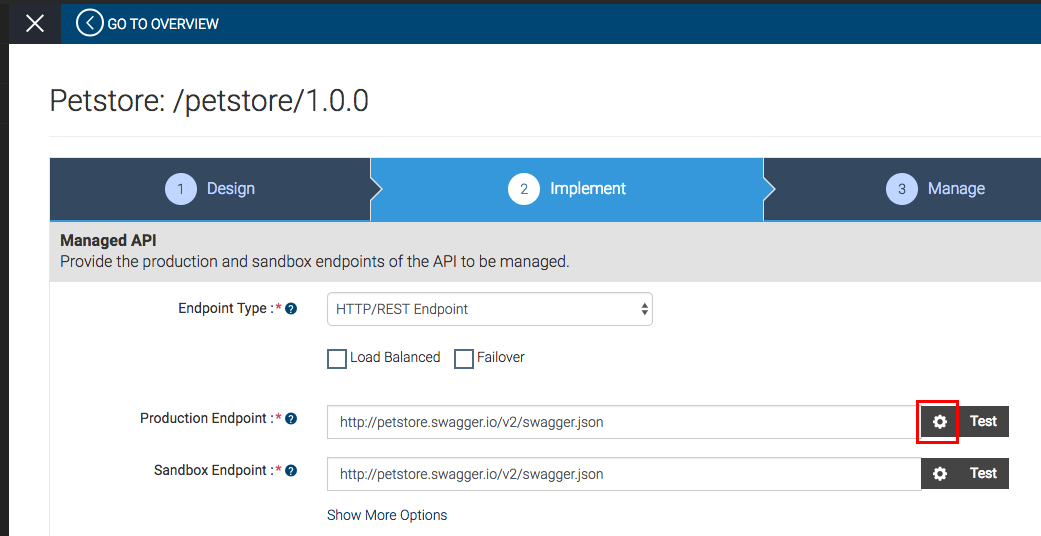 GO TO OVERVIEW
Petstore: /petstore/1.0.0
1 Design 2 Implement 3 Manage
Managed API
Provide the production and sandbox endpoints of the API to be managed.
Endpoint Type :* ? HTTP/REST Endpoint
Load Balanced Failover
Production Endpoint :* ? http://petstore.swagger.io/v2/swagger.json Test
Sandbox Endpoint :* ? http://petstore.swagger.io/v2/swagger.json Test
Show More Options